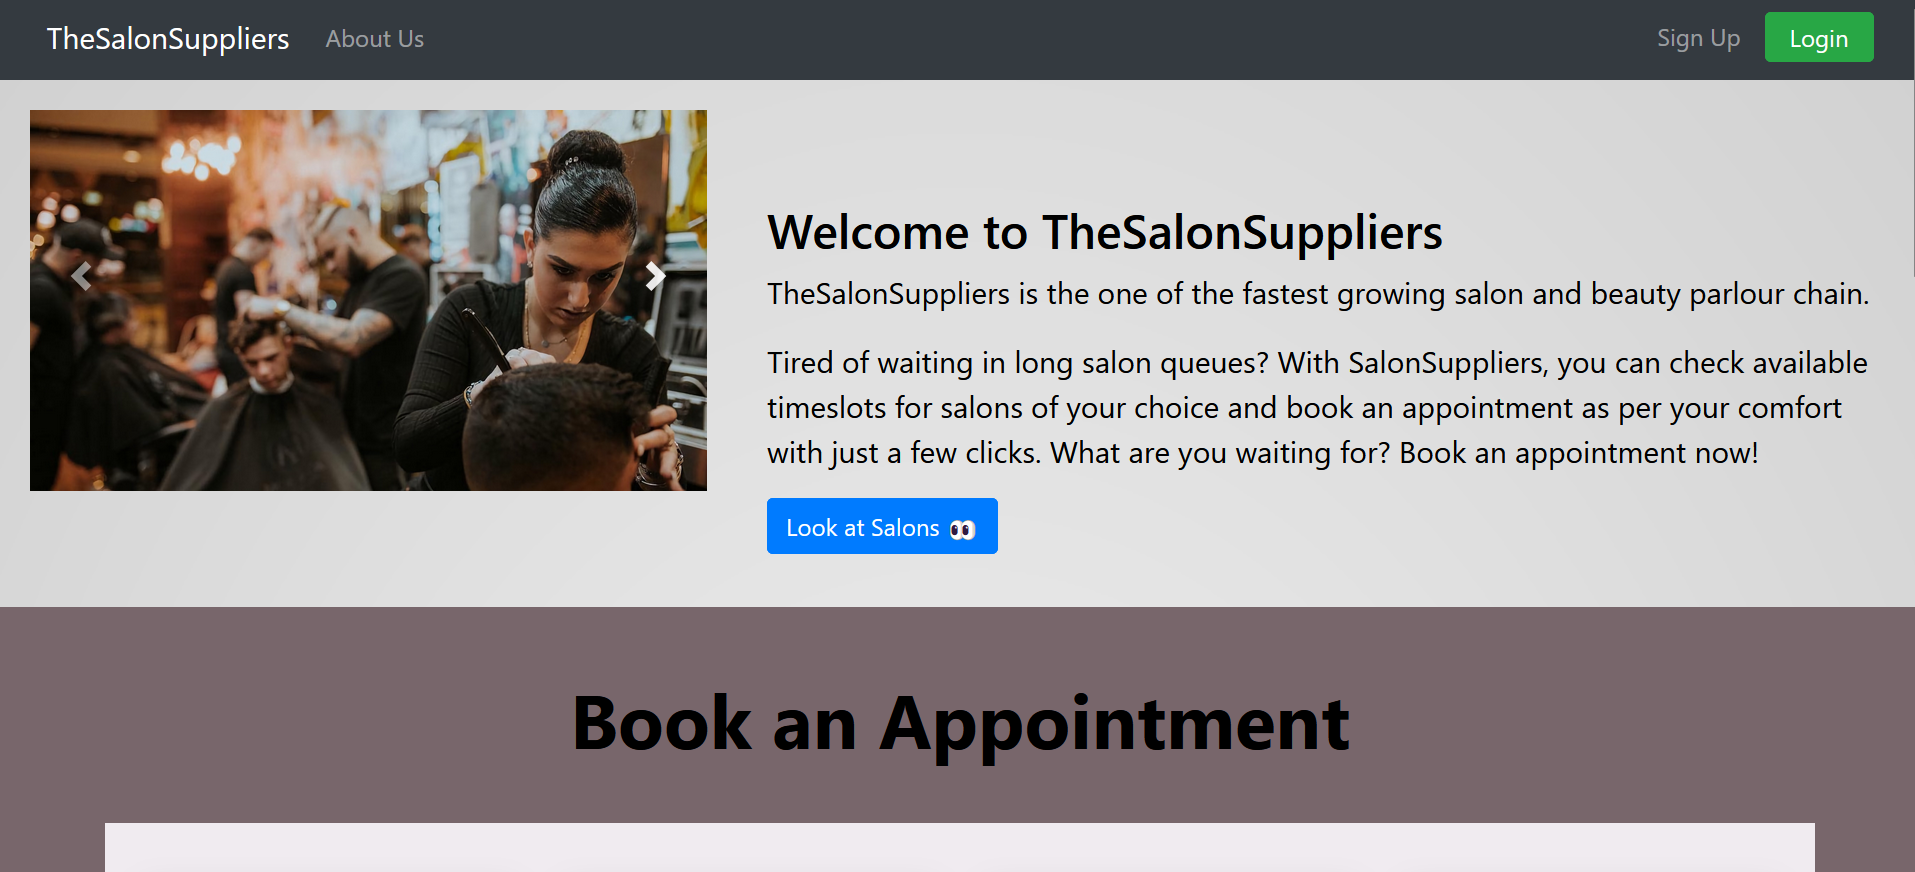 TheSalonSuppliers About Us Sign Up Login
Welcome to TheSalonSuppliers
TheSalonSuppliers is the one of the fastest growing salon and beauty parlour chain.
Tired of waiting in long salon queues? With SalonSuppliers, you can check available
timeslots for salons of your choice and book an appointment as per your comfort
with just a few clicks. What are you waiting for? Book an appointment now!
Look at Salons 👀
Book an Appointment